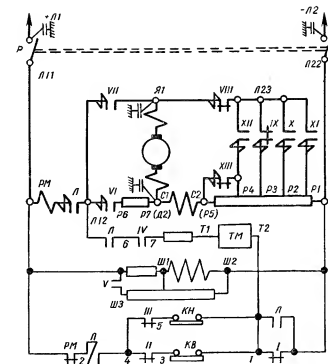 +Л1 -Л2
Р
Л11 Л22
VII Я1 VIII Л23
XII IX X XI
XIII
РМ Л VI С1 С2 Р4 Р3 Р2 Р1
Л12 Р6 Р7 (Д2) (Р5)
Л 6 IV 7 Т1 ТМ Т2
Ш1 Ш2
V
Ш3
III КН Л
5
РМ Л II КВ I I
2 4 3